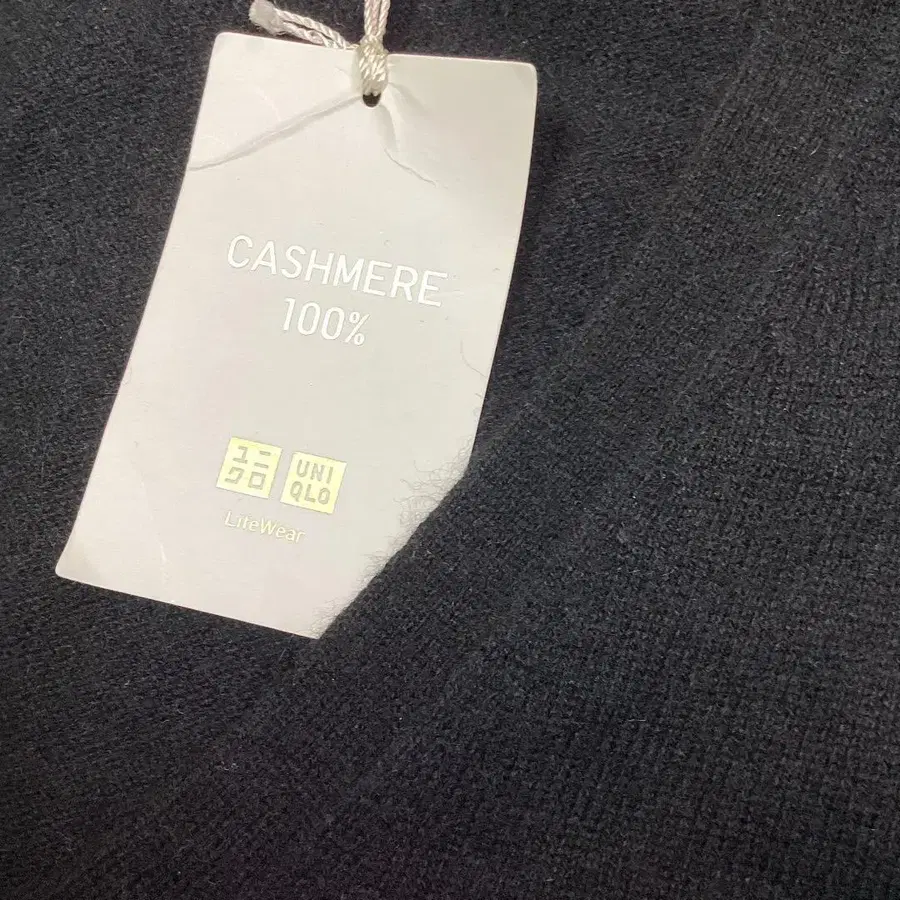 CASHMERE
100%
ユニ UNI
クロ QLO
LifeWear